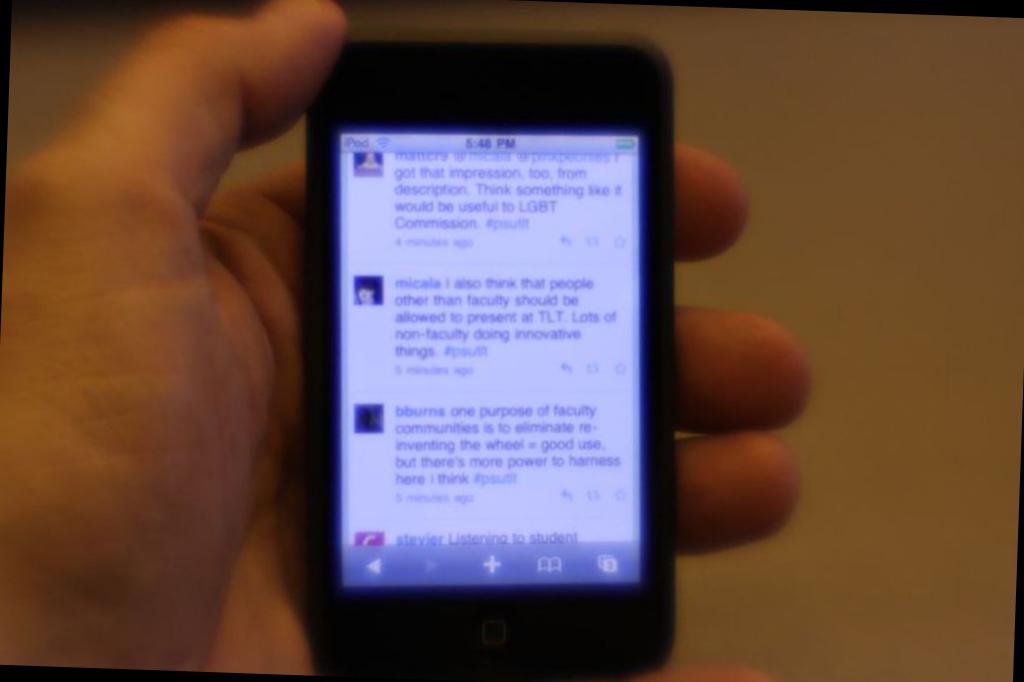 iPod 5:48 PM
mattcr9 @micala @pinkpeonies I
got that impression, too, from
description. Think something like it
would be useful to LGBT
Commission. #psutlt
4 minutes ago
micala I also think that people
other than faculty should be
allowed to present at TLT. Lots of
non-faculty doing innovative
things. #psutlt
5 minutes ago
bburns one purpose of faculty
communities is to eliminate re-
inventing the wheel = good use,
but there's more power to harness
here i think #psutlt
5 minutes ago
stevier Listening to student